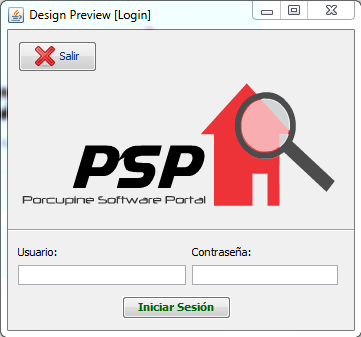 Design Preview [Login]
Salir
PSP
Porcupine Software Portal
Usuario:
Contraseña:
Iniciar Sesión